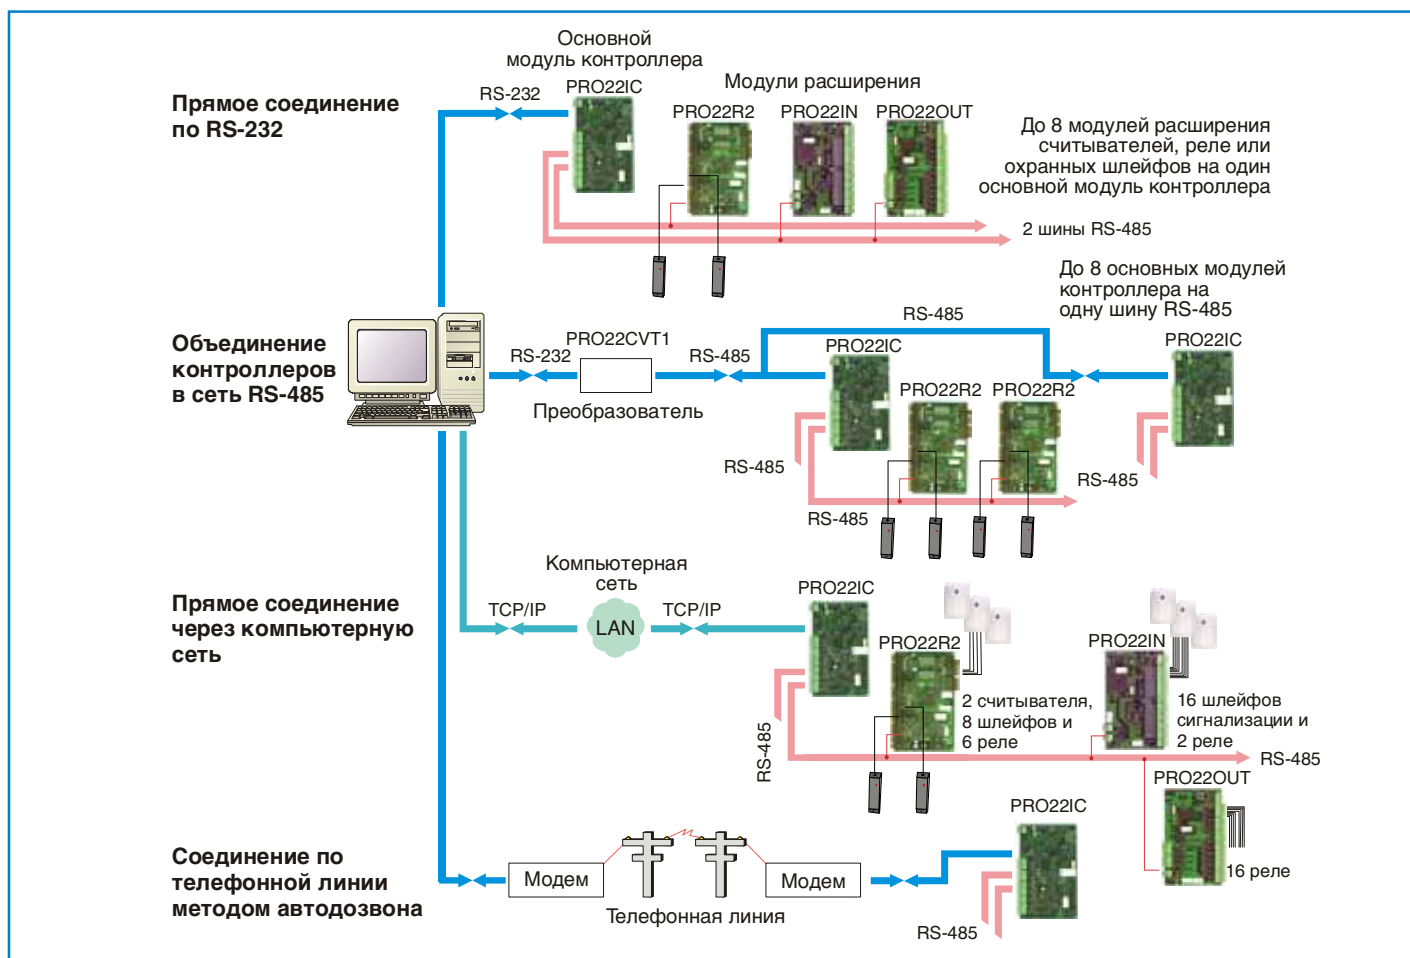 Прямое соединение
по RS-232
RS-232
Основной
модуль контроллера
PRO22IC
Модули расширения
PRO22R2
PRO22IN
PRO22OUT
До 8 модулей расширения
считывателей, реле или
охранных шлейфов на один
основной модуль контроллера
2 шины RS-485
Объединение
контроллеров
в сеть RS-485
RS-232
PRO22CVT1
Преобразователь
RS-485
RS-485
До 8 основных модулей
контроллера на
одну шину RS-485
PRO22IC
PRO22IC
PRO22R2
PRO22R2
RS-485
RS-485
RS-485
Прямое соединение
через компьютерную
сеть
TCP/IP
Компьютерная
сеть
LAN
TCP/IP
PRO22IC
PRO22R2
2 считывателя,
8 шлейфов и
6 реле
PRO22IN
16 шлейфов
сигнализации и
2 реле
RS-485
RS-485
PRO22OUT
16 реле
Соединение по
телефонной линии
методом автодозвона
Модем
Телефонная линия
Модем
PRO22IC
RS-485